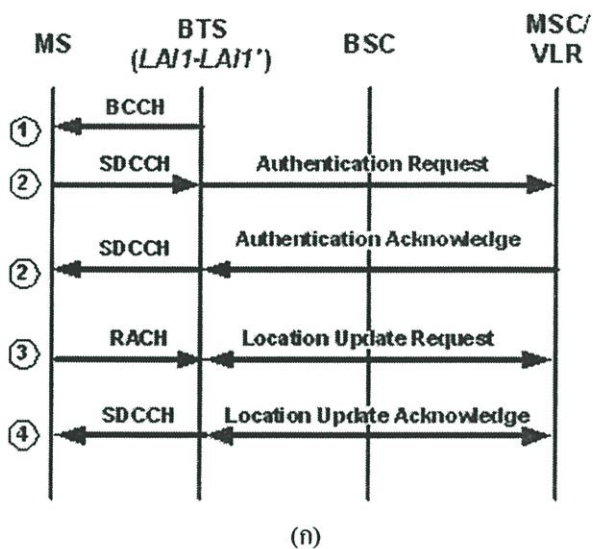 MS
BTS
(LAI1-LAI1')
BSC
MSC/
VLR
① BCCH
② SDCCH Authentication Request
② SDCCH Authentication Acknowledge
③ RACH Location Update Request
④ SDCCH Location Update Acknowledge
(ก)